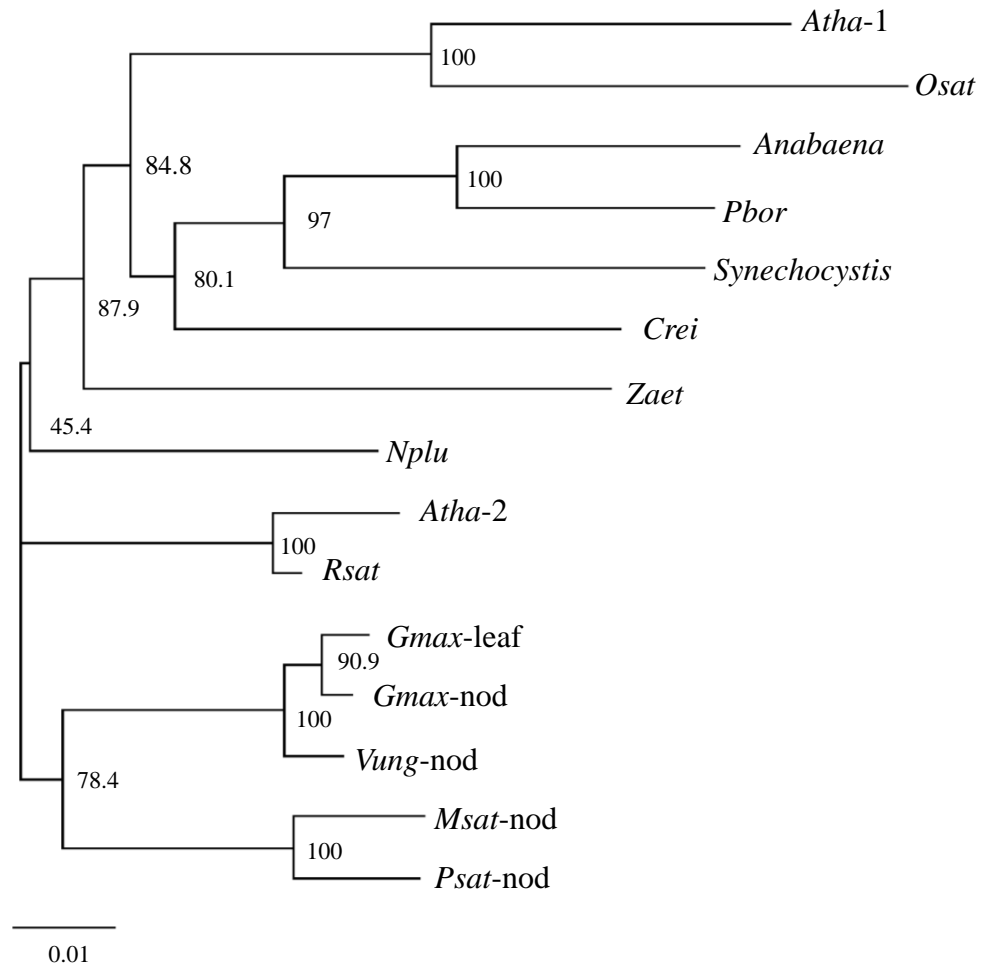 Atha-1
100
Osat
Anabaena
84.8
100
Pbor
97
Synechocystis
80.1
87.9
Crei
Zaet
45.4
Nplu
Atha-2
100
Rsat
Gmax-leaf
90.9
Gmax-nod
100
Vung-nod
78.4
Msat-nod
100
Psat-nod
0.01